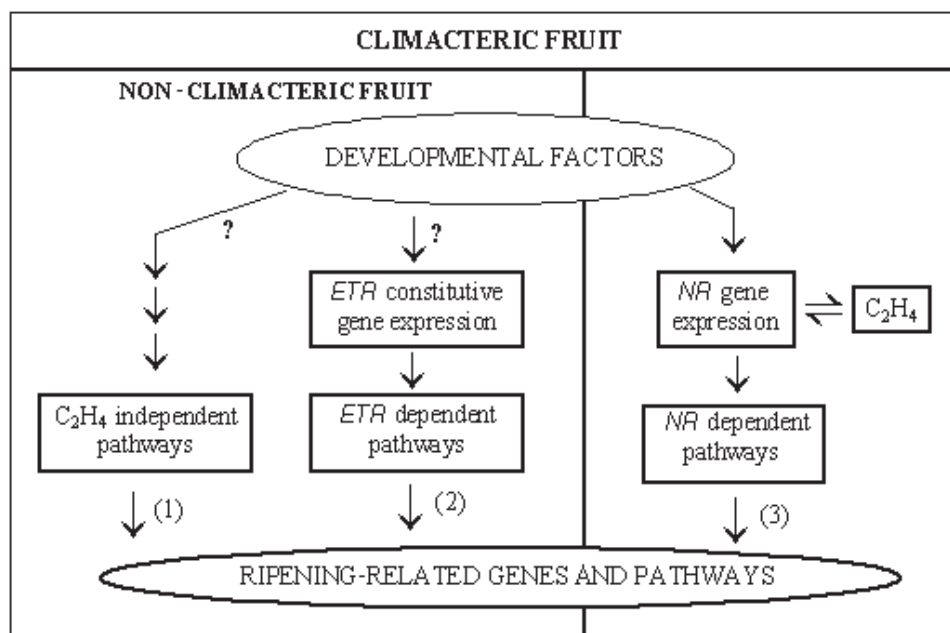 CLIMACTERIC FRUIT
NON - CLIMACTERIC FRUIT
DEVELOPMENTAL FACTORS
?
?
ETR constitutive
gene expression
NR gene
expression
C₂H₄
C₂H₄ independent
pathways
ETR dependent
pathways
NR dependent
pathways
(1)
(2)
(3)
RIPENING-RELATED GENES AND PATHWAYS